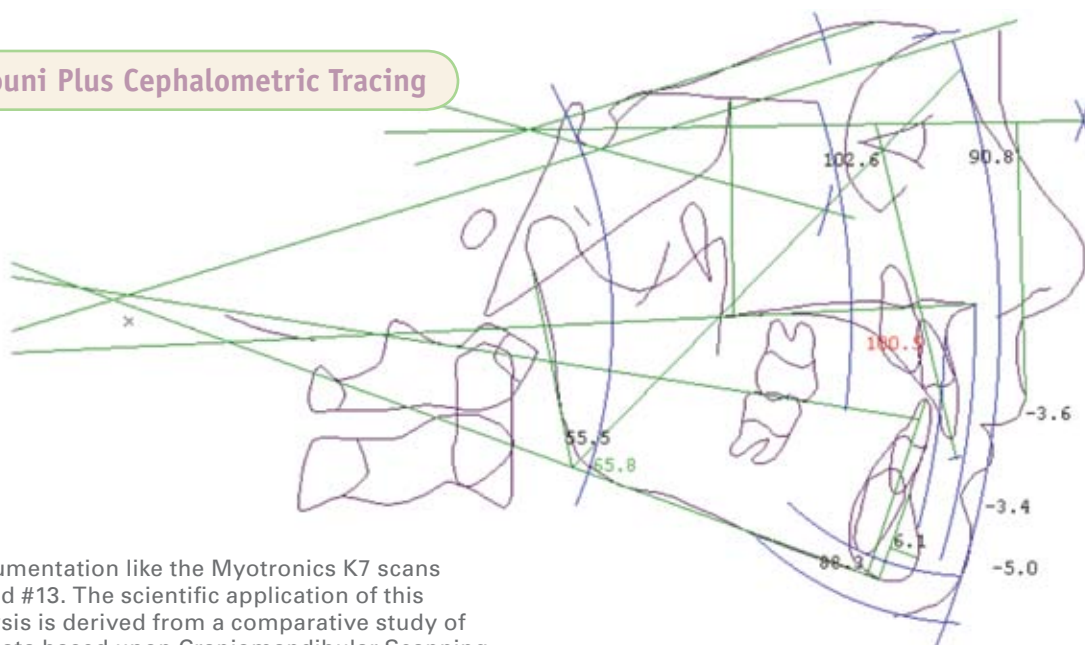 ouni Plus Cephalometric Tracing
102.6
90.8
-3.6
55.5
65.8
-3.4
6.1
88.3
-5.0
umentation like the Myotronics K7 scans
d #13. The scientific application of this
sis is derived from a comparative study of